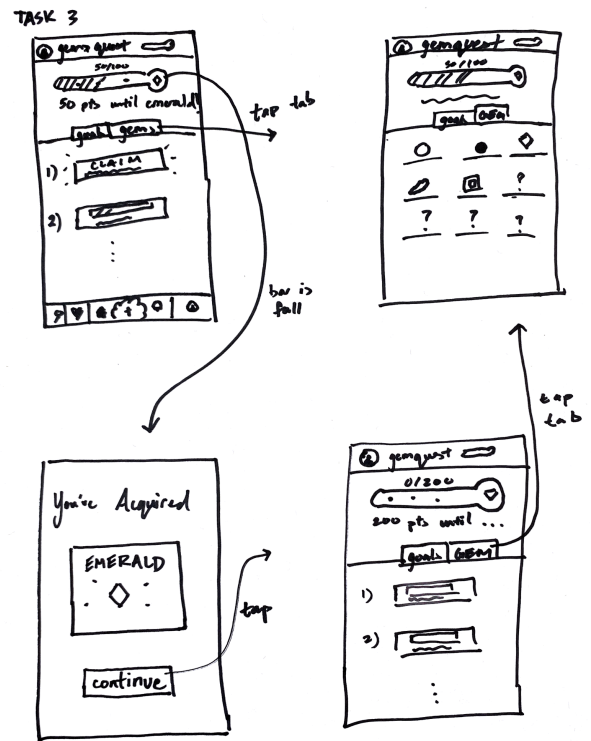 TASK 3
gemquest
50/100
50 pts until emerald!
goals gems
1) CLAIM
2)
+
tap tab
bar is
full
gemquest
50/100
goals GEM
?
? ? ?
You've Acquired
EMERALD
continue
tap
gemquest
0/200
200 pts until ...
goals GEM
1)
2)
tap
tab